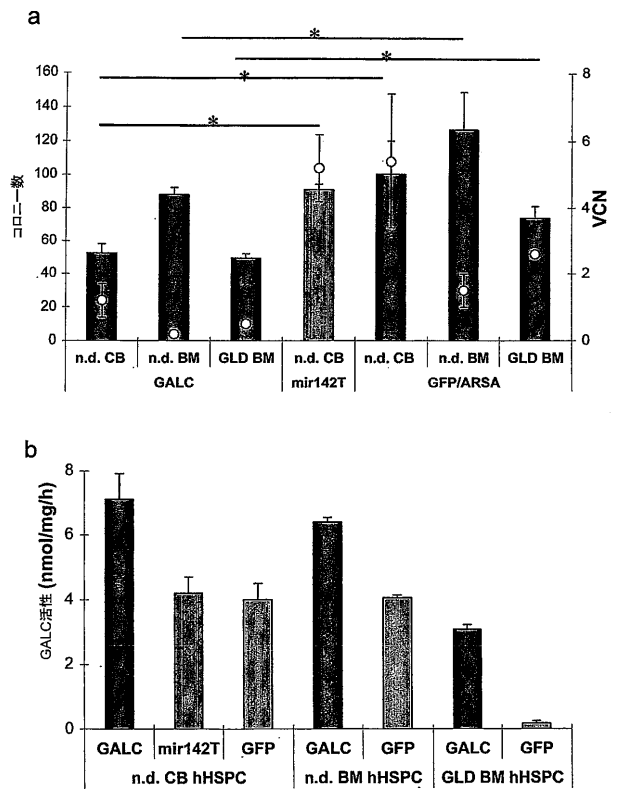 a
* * * *
160 140 120 100 80 60 40 20 0
コロニー数
8 6 4 2 0
VCN
n.d. CB n.d. BM GLD BM n.d. CB n.d. CB n.d. BM GLD BM
GALC mir142T GFP/ARSA
b
8 6 4 2 0
GALC活性 (nmol/mg/h)
GALC mir142T GFP GALC GFP GALC GFP
n.d. CB hHSPC n.d. BM hHSPC GLD BM hHSPC